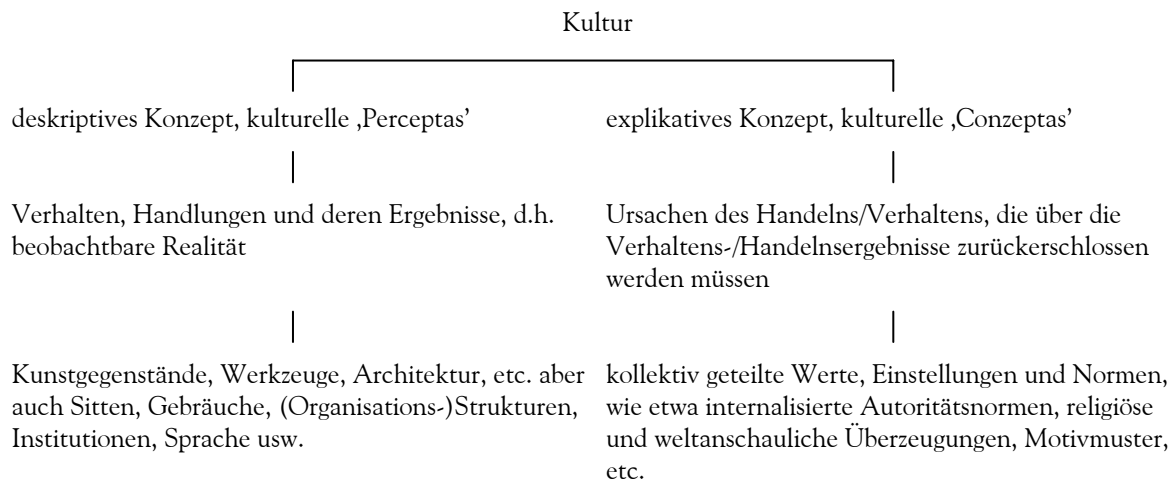 Kultur
deskriptives Konzept, kulturelle ‚Perceptas’
explikatives Konzept, kulturelle ‚Conzeptas’
Verhalten, Handlungen und deren Ergebnisse, d.h.
beobachtbare Realität
Ursachen des Handelns/Verhaltens, die über die
Verhaltens-/Handelnsergebnisse zurückerschlossen
werden müssen
Kunstgegenstände, Werkzeuge, Architektur, etc. aber
auch Sitten, Gebräuche, (Organisations-)Strukturen,
Institutionen, Sprache usw.
kollektiv geteilte Werte, Einstellungen und Normen,
wie etwa internalisierte Autoritätsnormen, religiöse
und weltanschauliche Überzeugungen, Motivmuster,
etc.